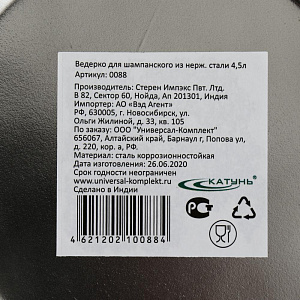 Ведерко для шампанского из нерж. стали 4,5л
Артикул: 0088
Производитель: Стерен Импэкс Пвт. Лтд.
B 82, Сектор 60, Нойда, Ап 201301, Индия
Импортер: АО «Вэд Агент»
РФ, 630005, г. Новосибирск, ул.
Ольги Жилиной, д. 33, кв. 105
По заказу: ООО "Универсал-Комплект"
656067, Алтайский край, Барнаул г, Попова ул,
д. 220, кор. а, РФ.
Материал: сталь коррозионностойкая
Дата изготовления: 26.06.2020
Срок годности неограничен
www.universal-komplekt.ru
Сделано в Индии
КАТУНЬ®
4 621202 100884